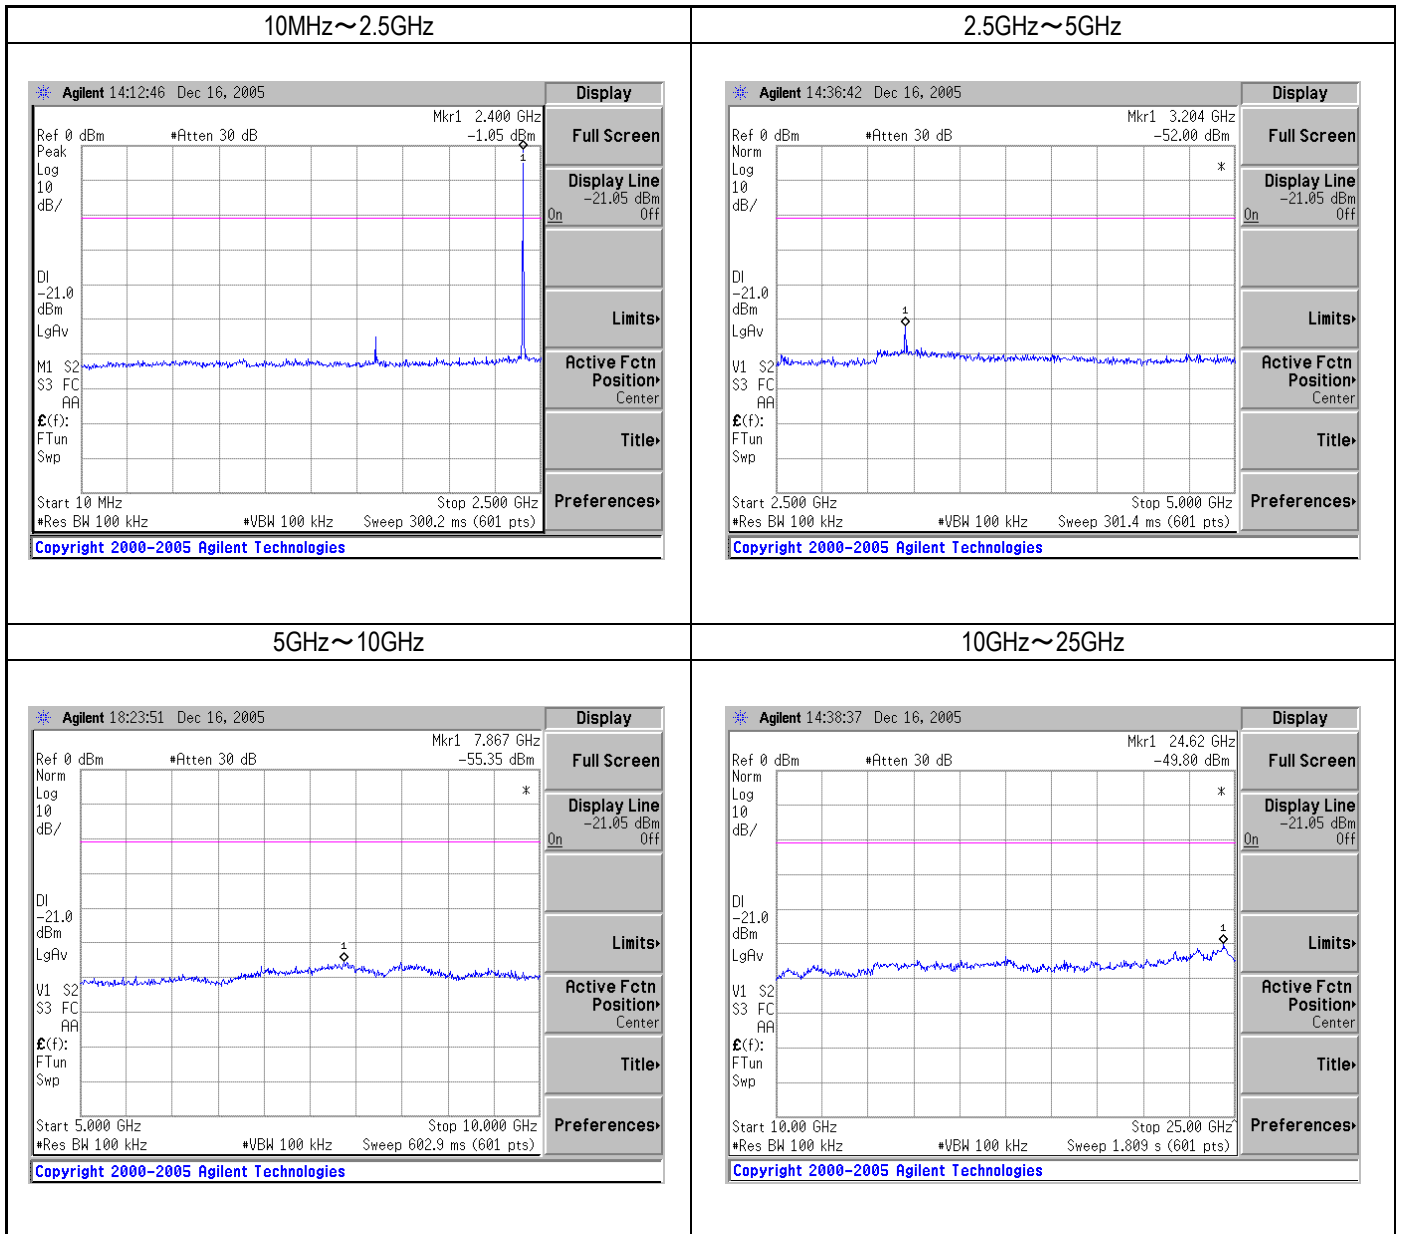 10MHz～2.5GHz
Agilent 14:12:46 Dec 16, 2005
Display
Mkr1 2.400 GHz
Ref 0 dBm #Atten 30 dB -1.05 dBm
Full Screen
Peak
Log
10
dB/
1
Display Line
-21.05 dBm
On Off
DI
-21.0
dBm
LgAv
Limits
M1 S2
S3 FC
AA
Active Fctn
Position
Center
£(f):
FTun
Swp
Title
Start 10 MHz Stop 2.500 GHz
#Res BW 100 kHz #VBW 100 kHz Sweep 300.2 ms (601 pts)
Preferences
Copyright 2000-2005 Agilent Technologies
2.5GHz～5GHz
Agilent 14:36:42 Dec 16, 2005
Display
Mkr1 3.204 GHz
Ref 0 dBm #Atten 30 dB -52.00 dBm
Full Screen
Norm
Log
10
dB/
*
Display Line
-21.05 dBm
On Off
DI
-21.0
dBm
LgAv
1
Limits
V1 S2
S3 FC
AA
Active Fctn
Position
Center
£(f):
FTun
Swp
Title
Start 2.500 GHz Stop 5.000 GHz
#Res BW 100 kHz #VBW 100 kHz Sweep 301.4 ms (601 pts)
Preferences
Copyright 2000-2005 Agilent Technologies
5GHz～10GHz
Agilent 18:23:51 Dec 16, 2005
Display
Mkr1 7.867 GHz
Ref 0 dBm #Atten 30 dB -55.35 dBm
Full Screen
Norm
Log
10
dB/
*
Display Line
-21.05 dBm
On Off
DI
-21.0
dBm
LgAv
1
Limits
V1 S2
S3 FC
AA
Active Fctn
Position
Center
£(f):
FTun
Swp
Title
Start 5.000 GHz Stop 10.000 GHz
#Res BW 100 kHz #VBW 100 kHz Sweep 602.9 ms (601 pts)
Preferences
Copyright 2000-2005 Agilent Technologies
10GHz～25GHz
Agilent 14:38:37 Dec 16, 2005
Display
Mkr1 24.62 GHz
Ref 0 dBm #Atten 30 dB -49.80 dBm
Full Screen
Norm
Log
10
dB/
*
Display Line
-21.05 dBm
On Off
DI
-21.0
dBm
LgAv
1
Limits
V1 S2
S3 FC
AA
Active Fctn
Position
Center
£(f):
FTun
Swp
Title
Start 10.00 GHz Stop 25.00 GHz^
#Res BW 100 kHz #VBW 100 kHz Sweep 1.809 s (601 pts)
Preferences
Copyright 2000-2005 Agilent Technologies